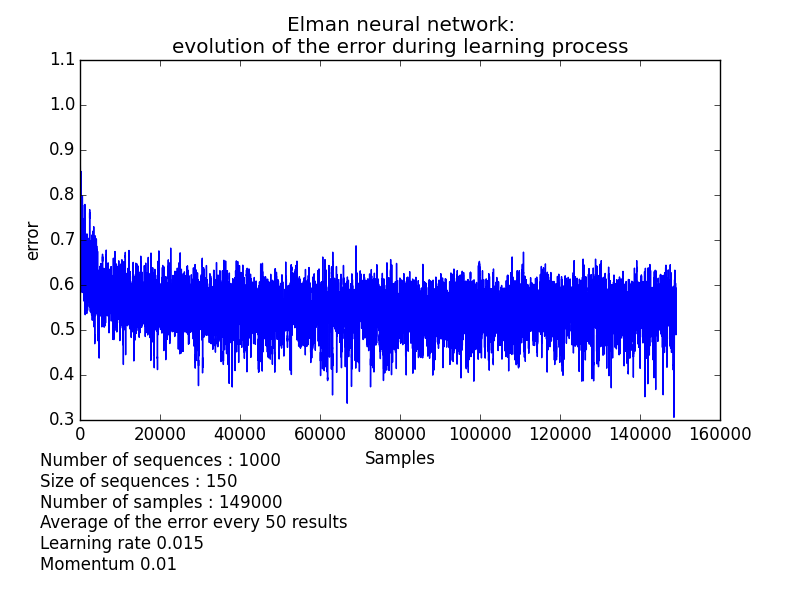 Elman neural network:
evolution of the error during learning process
1.1
1.0
0.9
0.8
0.7
0.6
0.5
0.4
0.3
error
0 20000 40000 60000 80000 100000 120000 140000 160000
Samples
Number of sequences : 1000
Size of sequences : 150
Number of samples : 149000
Average of the error every 50 results
Learning rate 0.015
Momentum 0.01